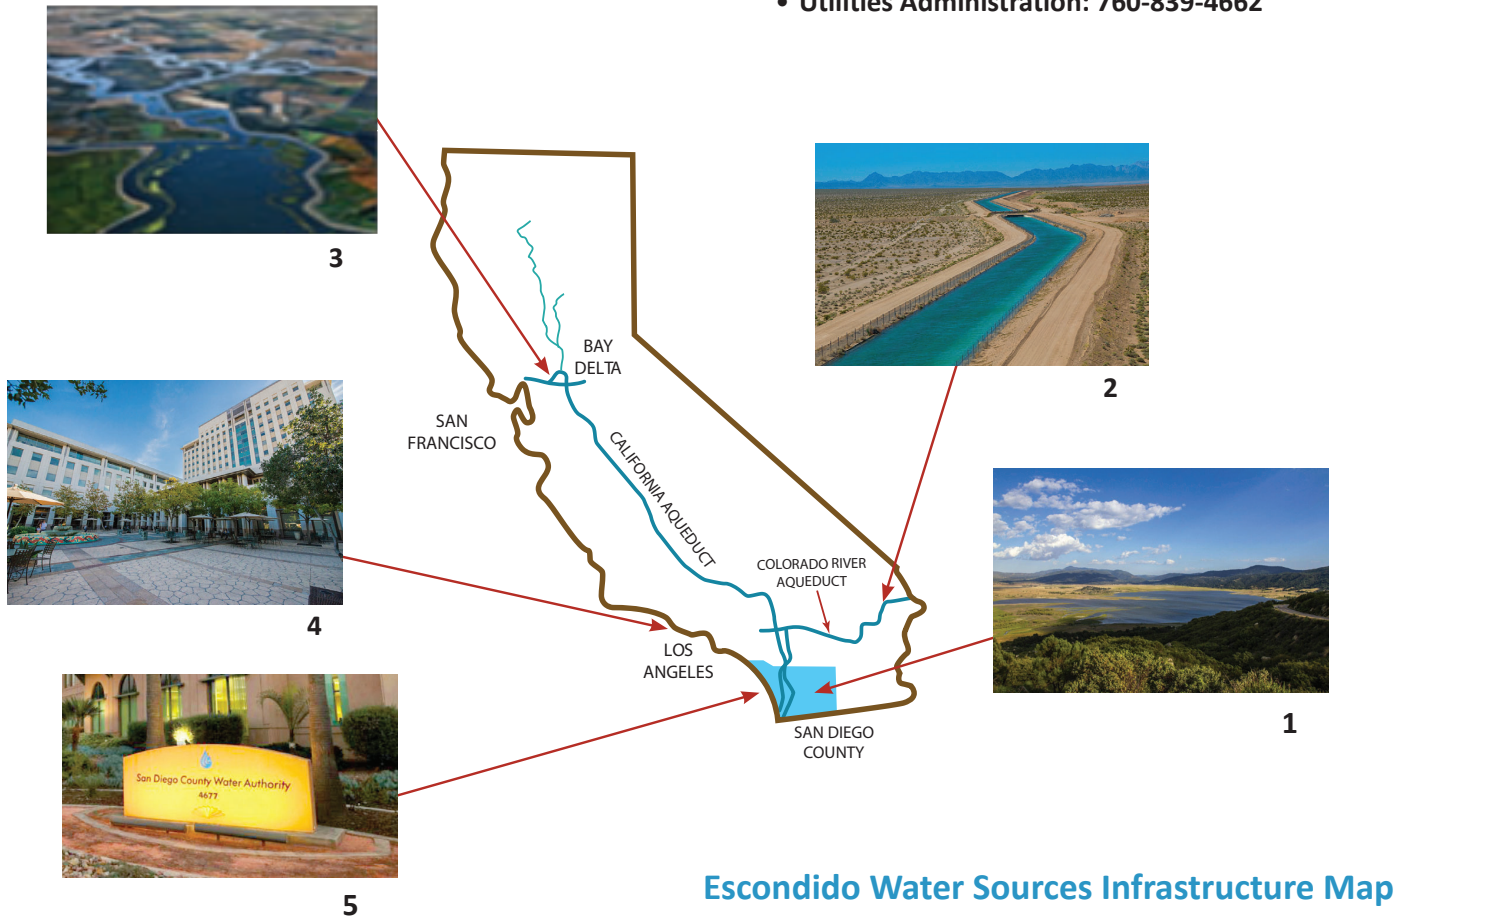 • Utilities Administration: 760-839-4662
3
BAY
DELTA
2
SAN
FRANCISCO
CALIFORNIA AQUEDUCT
COLORADO RIVER
AQUEDUCT
4
LOS
ANGELES
1
San Diego County Water Authority
4677
SAN DIEGO
COUNTY
5
Escondido Water Sources Infrastructure Map